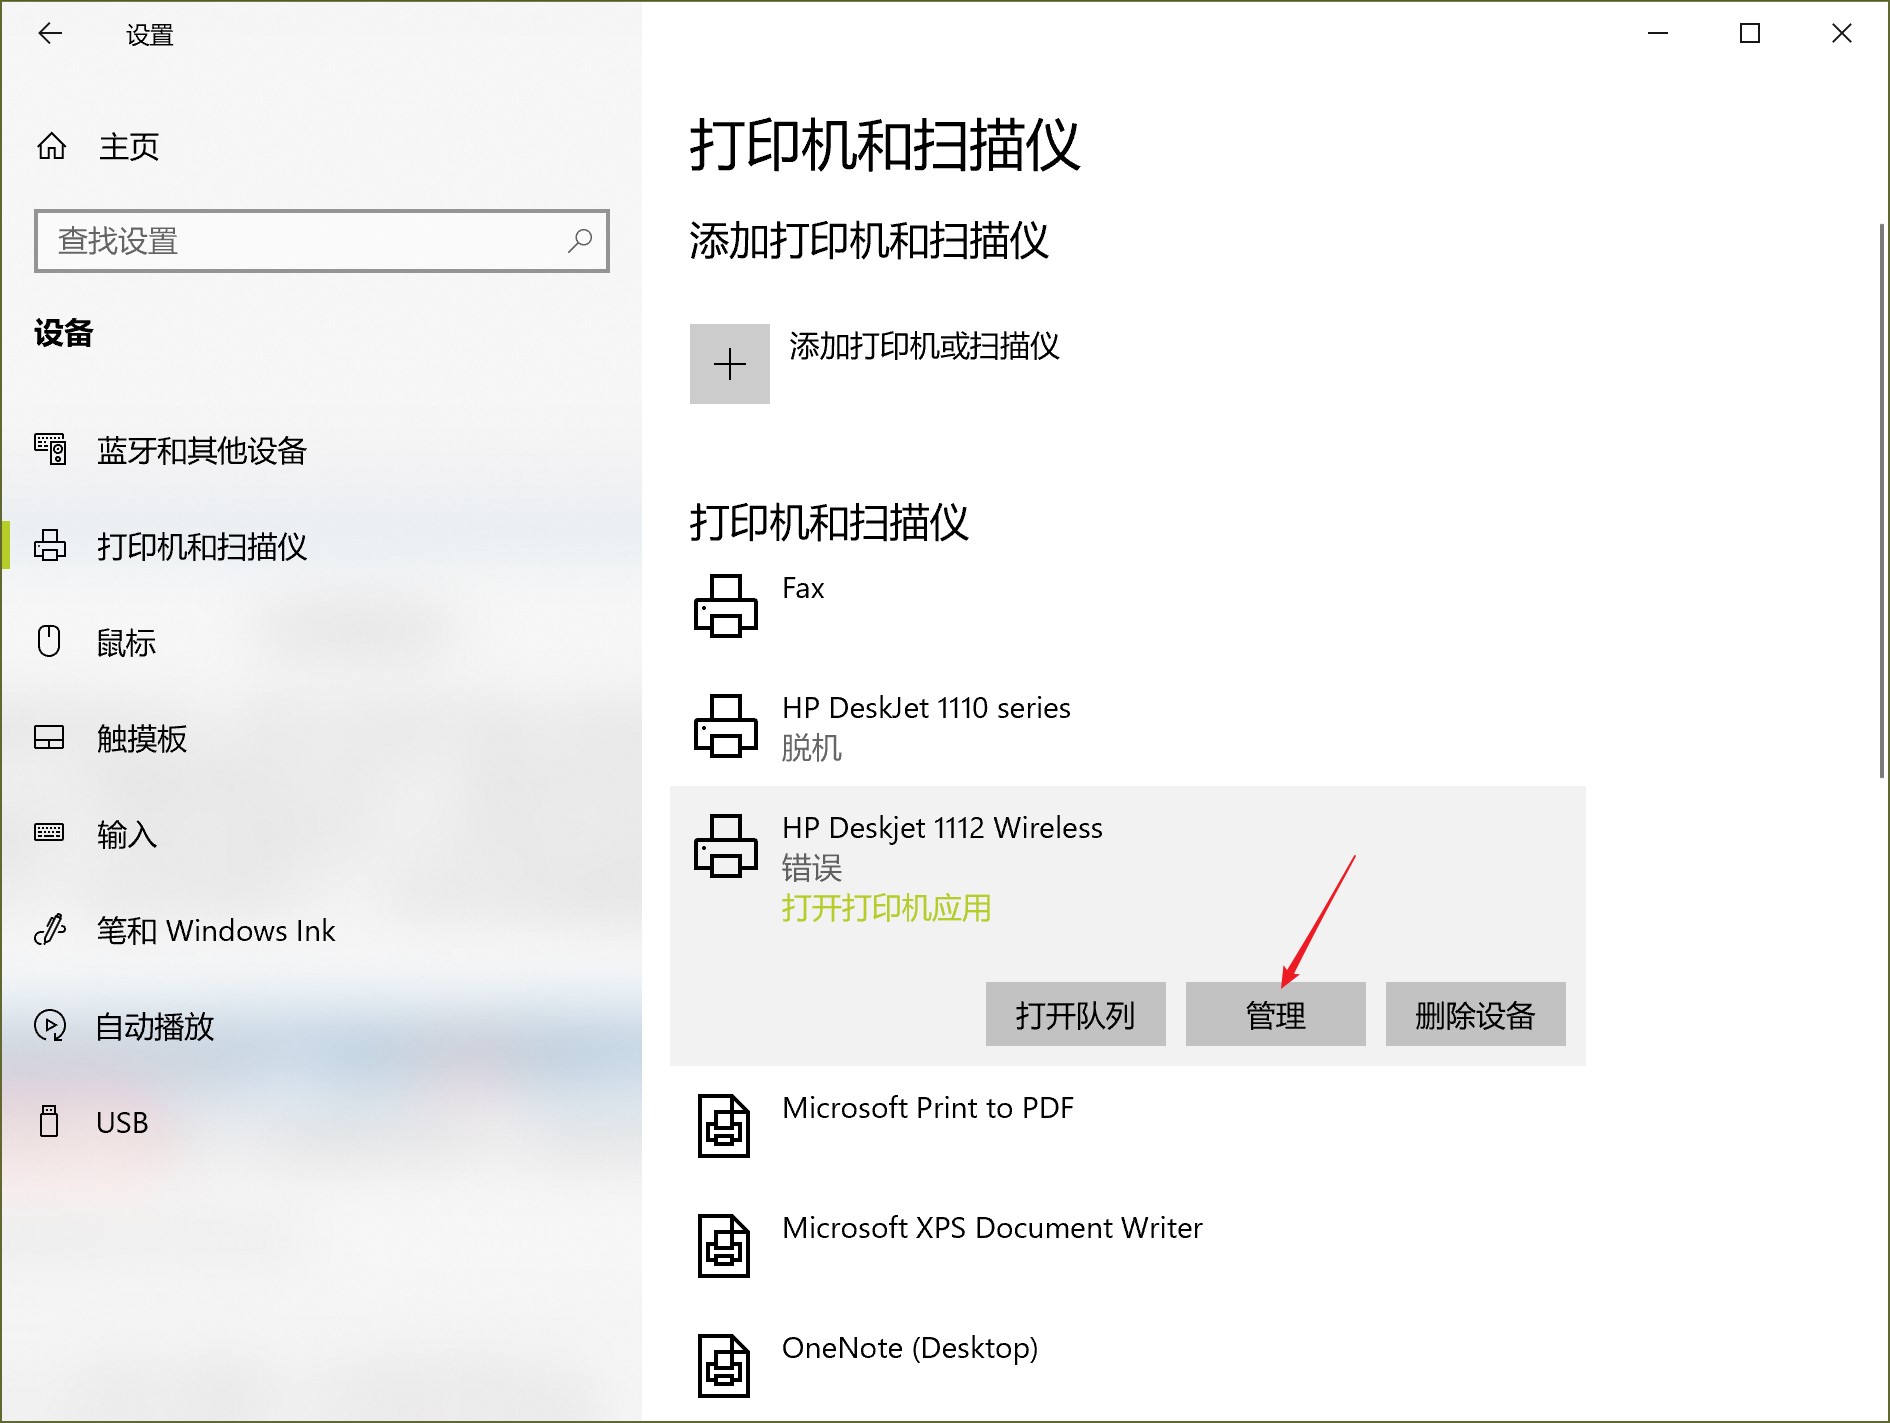 设置
主页
查找设置
设备
蓝牙和其他设备
打印机和扫描仪
鼠标
触摸板
输入
笔和 Windows Ink
自动播放
USB
打印机和扫描仪
添加打印机和扫描仪
添加打印机或扫描仪
打印机和扫描仪
Fax
HP DeskJet 1110 series
脱机
HP Deskjet 1112 Wireless
错误
打开打印机应用
打开队列 管理 删除设备
Microsoft Print to PDF
Microsoft XPS Document Writer
OneNote (Desktop)